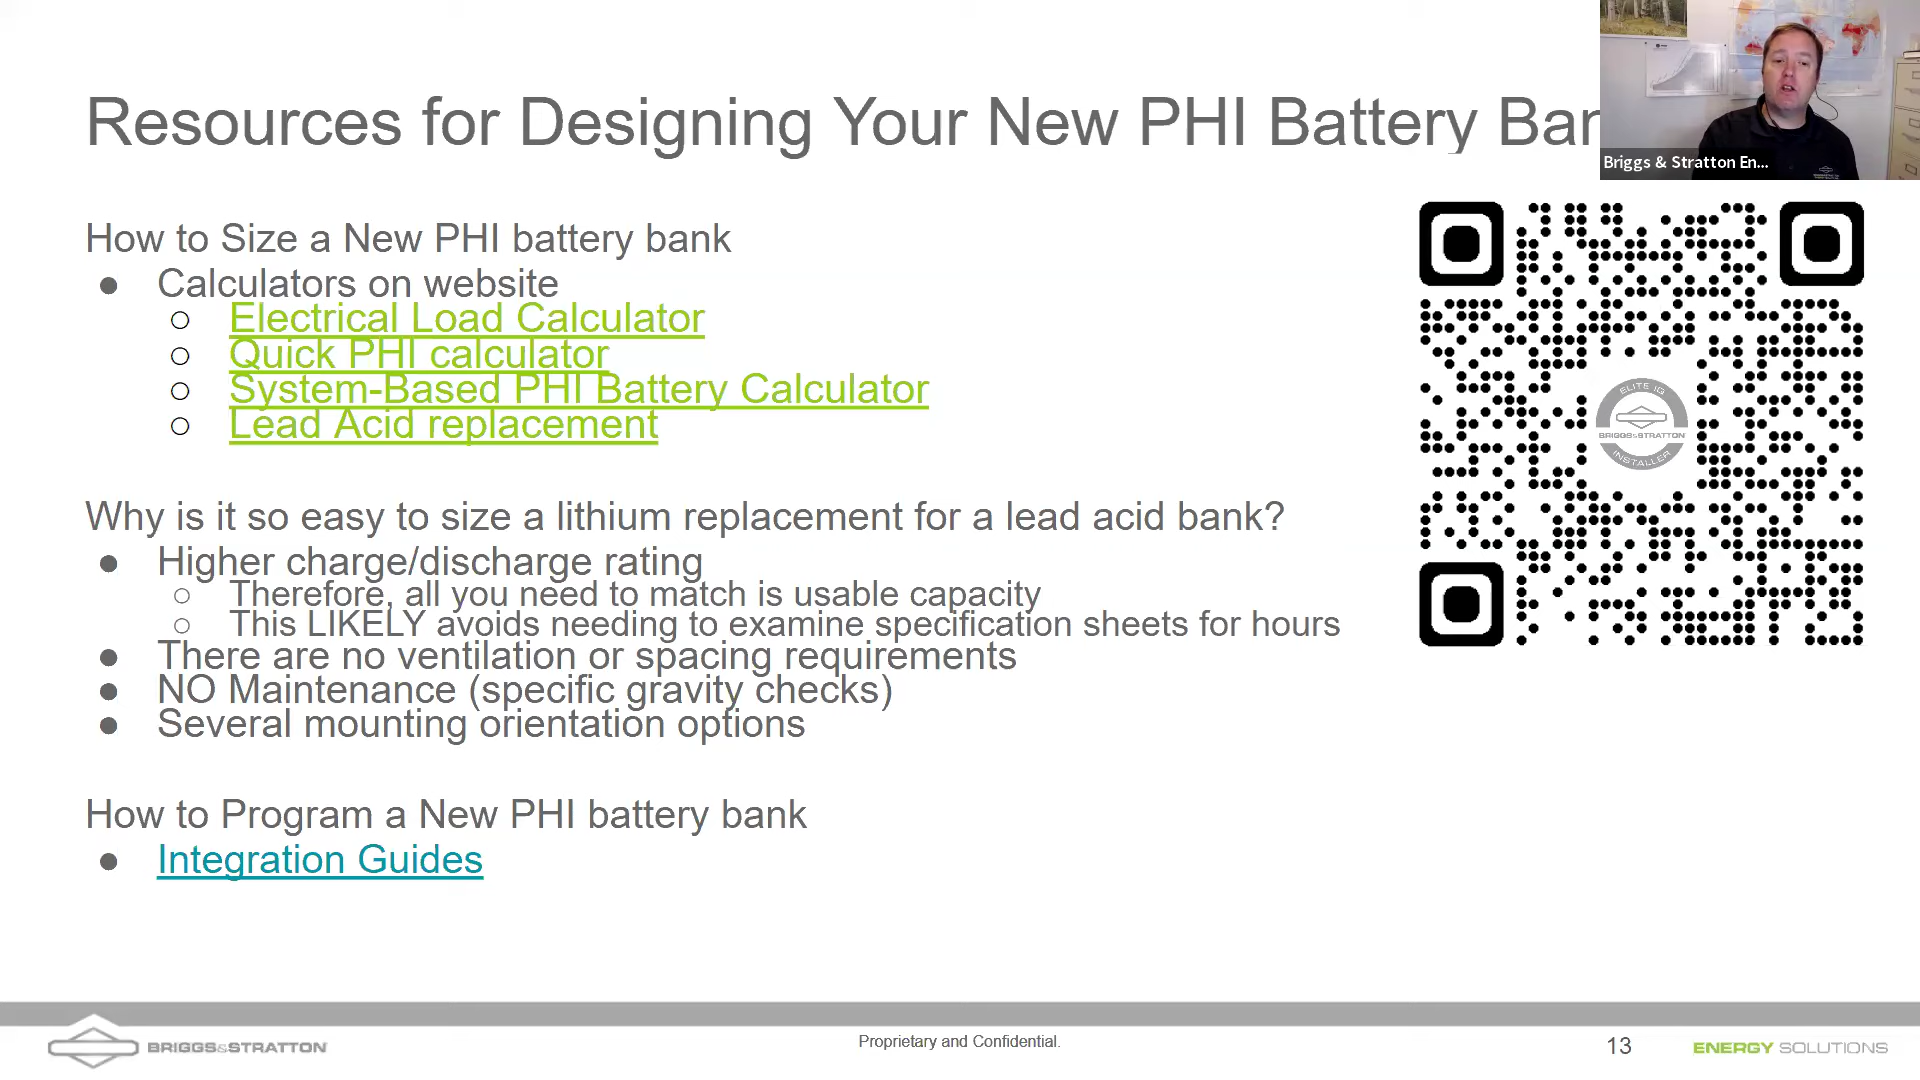 Resources for Designing Your New PHI Battery Ban
Briggs & Stratton En...
How to Size a New PHI battery bank
● Calculators on website
○ Electrical Load Calculator
○ Quick PHI calculator
○ System-Based PHI Battery Calculator
○ Lead Acid replacement
ELITE IQ
BRIGGS&STRATTON
INSTALLER
Why is it so easy to size a lithium replacement for a lead acid bank?
● Higher charge/discharge rating
○ Therefore, all you need to match is usable capacity
○ This LIKELY avoids needing to examine specification sheets for hours
● There are no ventilation or spacing requirements
● NO Maintenance (specific gravity checks)
● Several mounting orientation options
How to Program a New PHI battery bank
● Integration Guides
BRIGGS&STRATTON
Proprietary and Confidential.
13
ENERGY SOLUTIONS